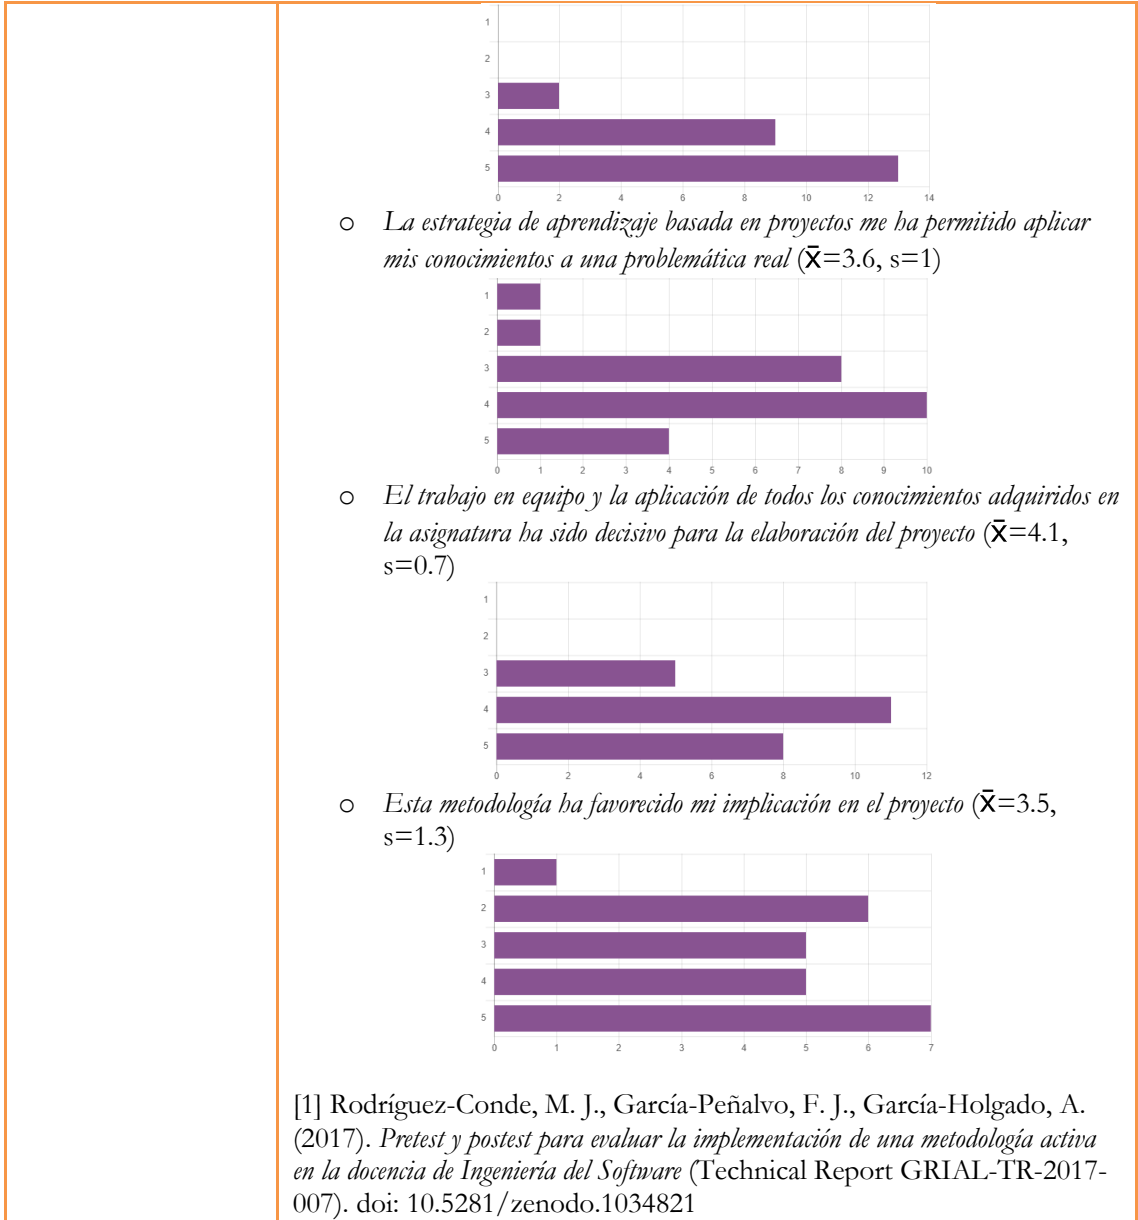 1
2
3
4
5
0 2 4 6 8 10 12 14
o La estrategia de aprendizaje basada en proyectos me ha permitido aplicar
mis conocimientos a una problemática real (x̄=3.6, s=1)
1
2
3
4
5
0 1 2 3 4 5 6 7 8 9 10
o El trabajo en equipo y la aplicación de todos los conocimientos adquiridos en
la asignatura ha sido decisivo para la elaboración del proyecto (x̄=4.1,
s=0.7)
1
2
3
4
5
0 2 4 6 8 10 12
o Esta metodología ha favorecido mi implicación en el proyecto (x̄=3.5,
s=1.3)
1
2
3
4
5
0 1 2 3 4 5 6 7
[1] Rodríguez-Conde, M. J., García-Peñalvo, F. J., García-Holgado, A.
(2017). Pretest y postest para evaluar la implementación de una metodología activa
en la docencia de Ingeniería del Software (Technical Report GRIAL-TR-2017-
007). doi: 10.5281/zenodo.1034821